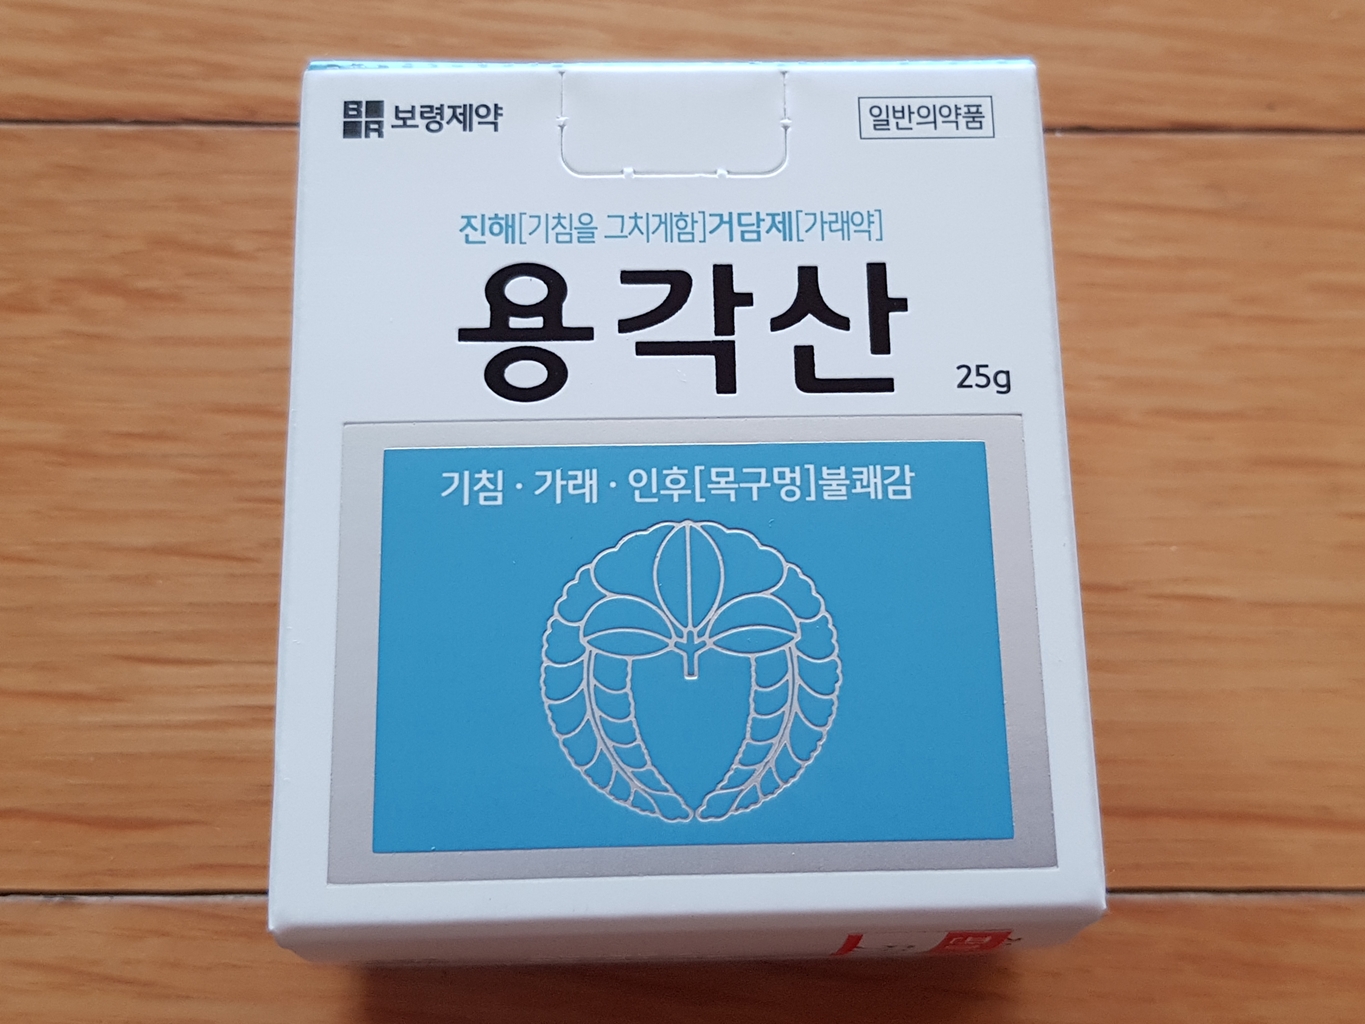 BR 보령제약
일반의약품
진해[기침을 그치게함]거담제[가래약]
용각산
25g
기침 · 가래 · 인후[목구멍]불쾌감